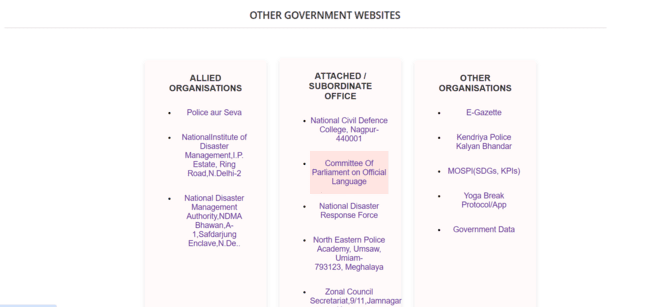 OTHER GOVERNMENT WEBSITES
ALLIED
ORGANISATIONS
• Police aur Seva
• NationalInstitute of
Disaster
Management,I.P.
Estate, Ring
Road,N.Delhi-2
• National Disaster
Management
Authority,NDMA
Bhawan,A-
1,Safdarjung
Enclave,N.De..
ATTACHED /
SUBORDINATE
OFFICE
• National Civil Defence
College, Nagpur-
440001
• Committee Of
Parliament on Official
Language
• National Disaster
Response Force
• North Eastern Police
Academy, Umsaw,
Umiam-
793123, Meghalaya
• Zonal Council
Secretariat,9/11,Jamnagar
OTHER
ORGANISATIONS
• E-Gazette
• Kendriya Police
Kalyan Bhandar
• MOSPI(SDGs, KPIs)
• Yoga Break
Protocol/App
• Government Data